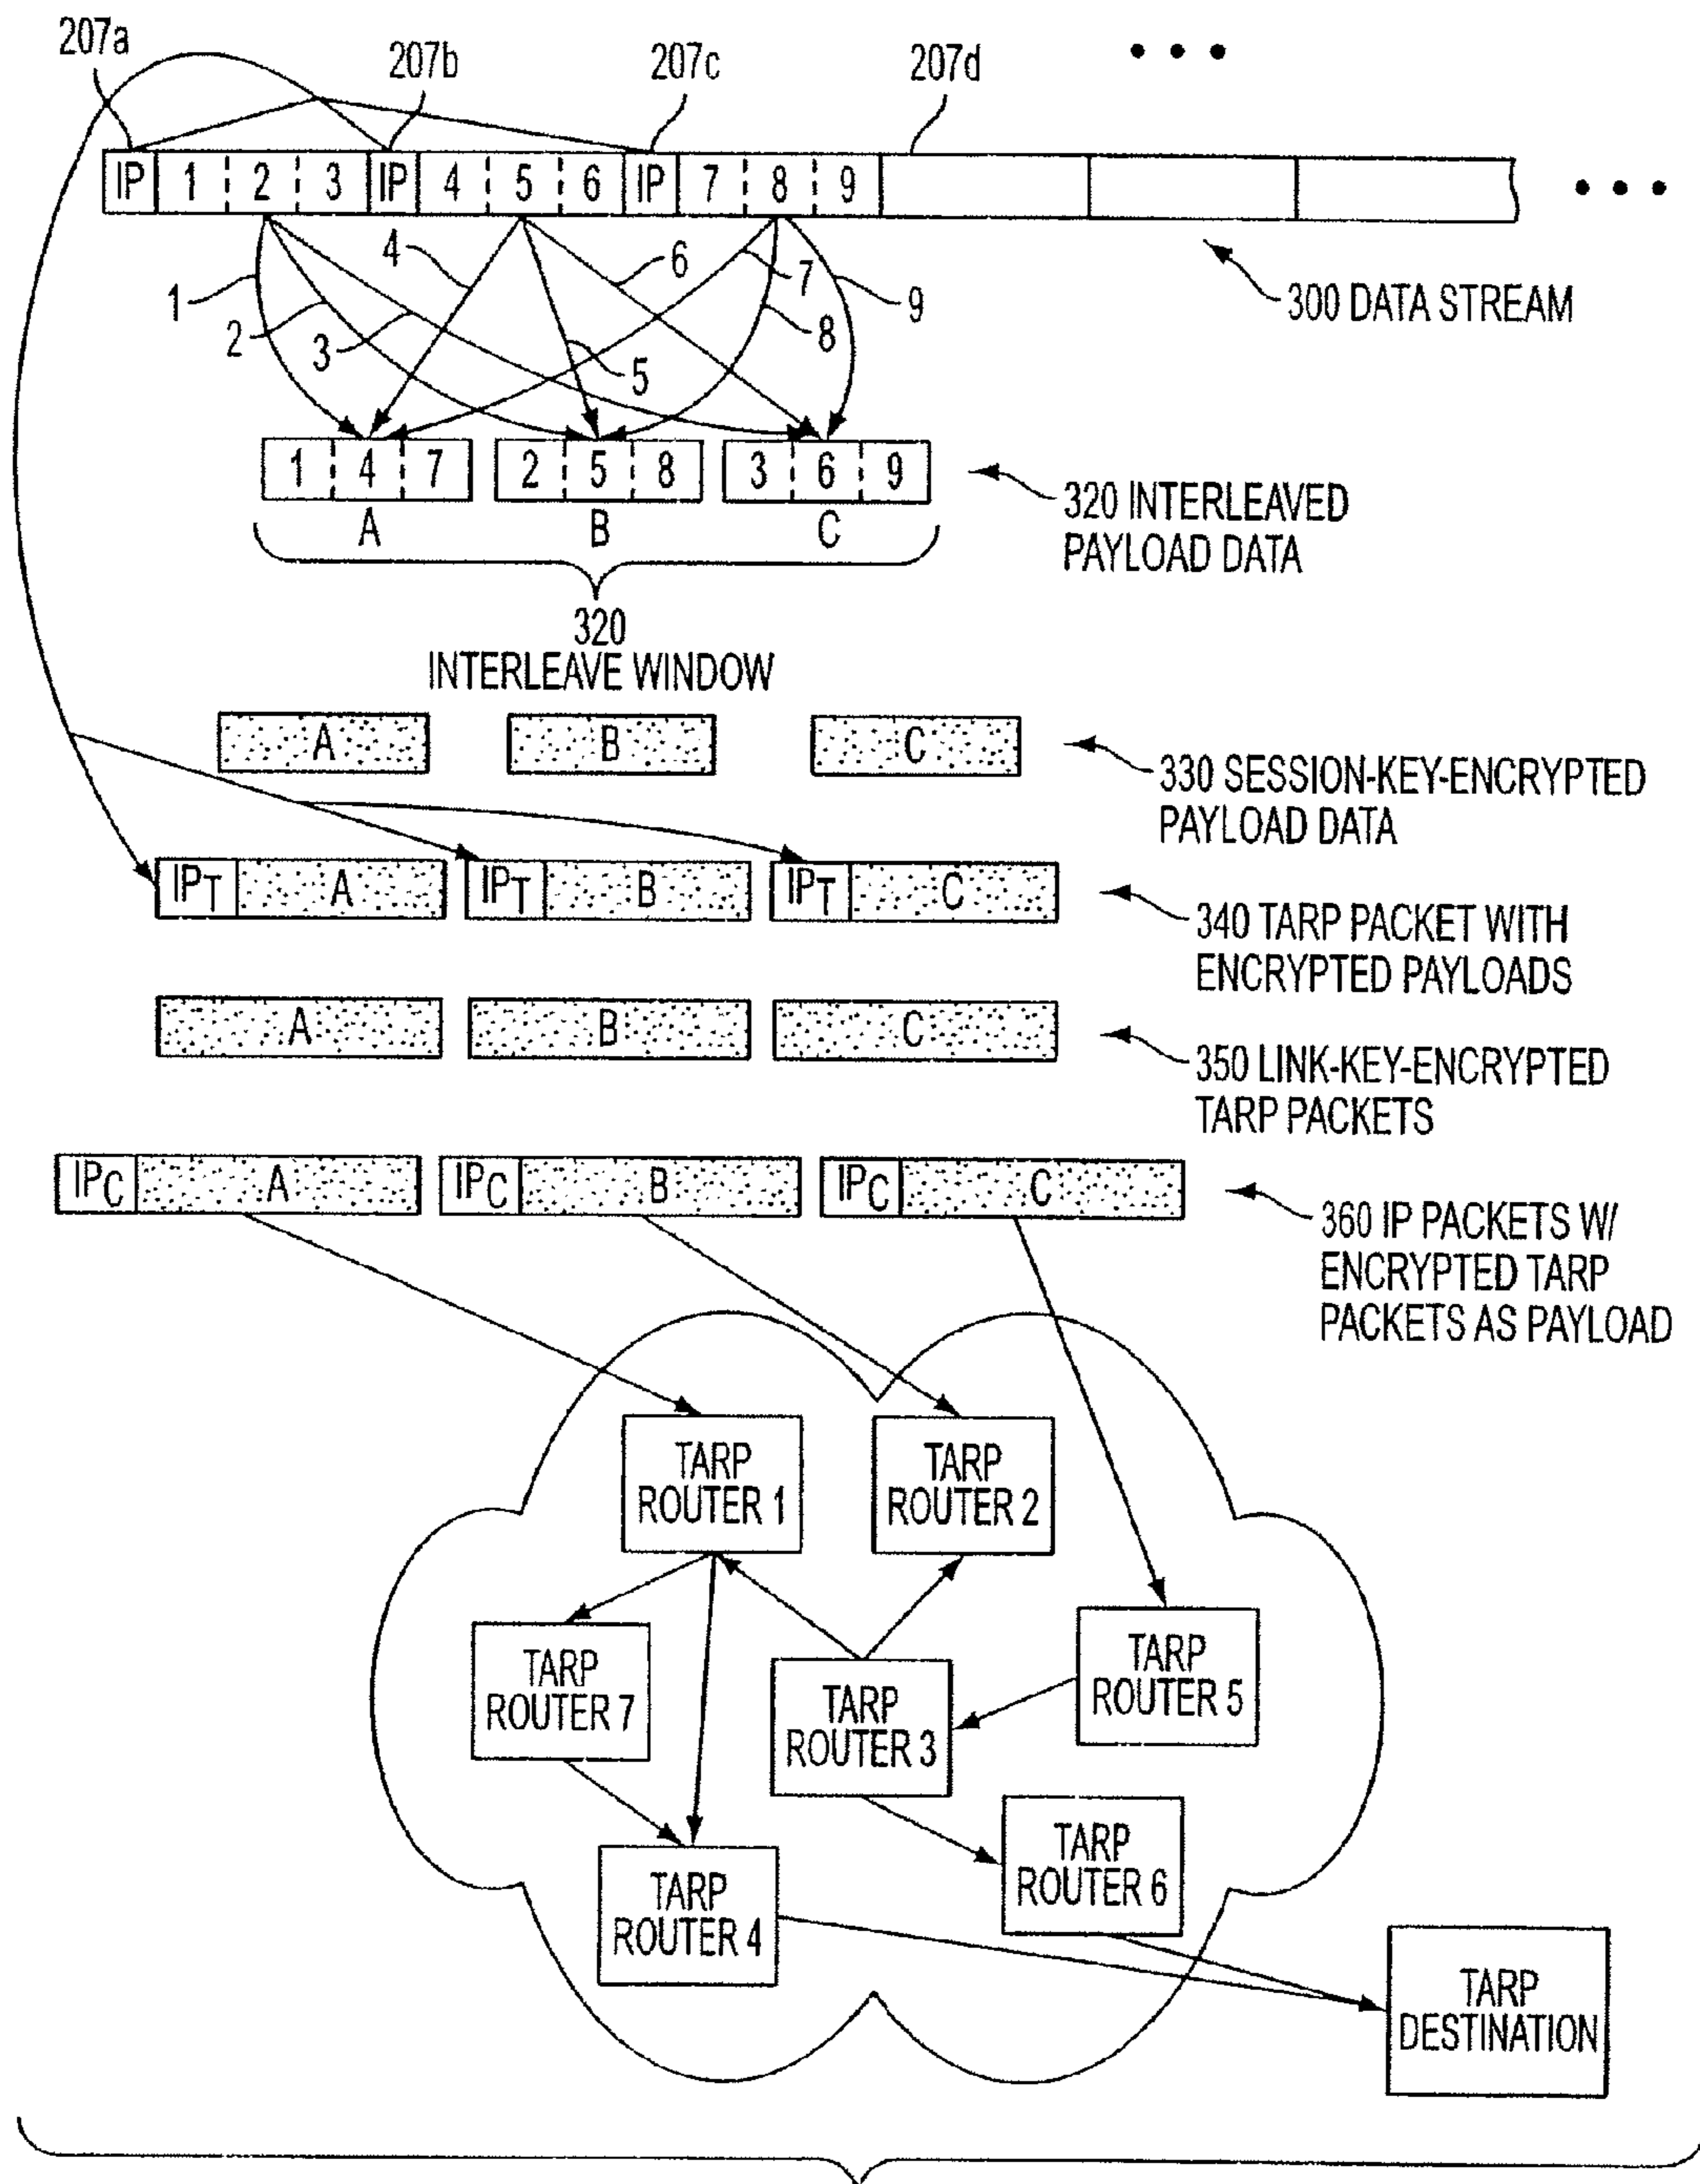 207a 207b 207c 207d • • •
IP 1 2 3 IP 4 5 6 IP 7 8 9 • • •
1 2 3 4 5 6 7 8 9
300 DATA STREAM
1 4 7 2 5 8 3 6 9
A B C
320 INTERLEAVED
PAYLOAD DATA
320
INTERLEAVE WINDOW
A B C
330 SESSION-KEY-ENCRYPTED
PAYLOAD DATA
IPT A IPT B IPT C
340 TARP PACKET WITH
ENCRYPTED PAYLOADS
A B C
350 LINK-KEY-ENCRYPTED
TARP PACKETS
IPC A IPC B IPC C
360 IP PACKETS W/
ENCRYPTED TARP
PACKETS AS PAYLOAD
TARP
ROUTER 1
TARP
ROUTER 2
TARP
ROUTER 7
TARP
ROUTER 3
TARP
ROUTER 5
TARP
ROUTER 4
TARP
ROUTER 6
TARP
DESTINATION